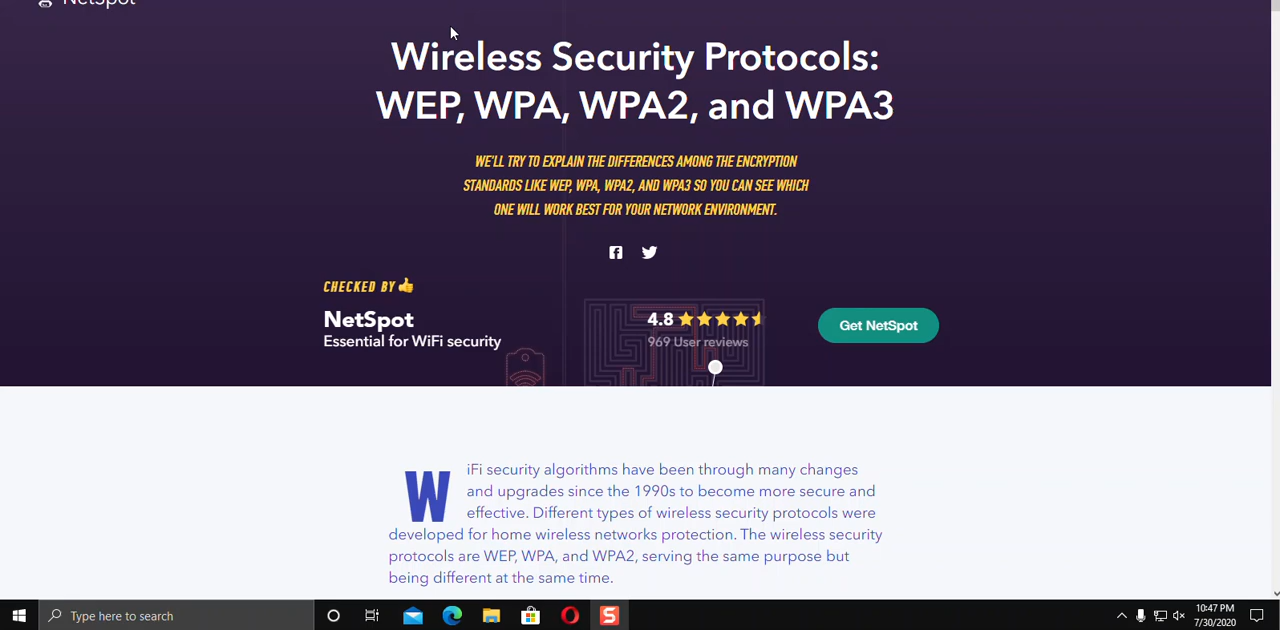 NetSpot
Wireless Security Protocols:
WEP, WPA, WPA2, and WPA3
WE'LL TRY TO EXPLAIN THE DIFFERENCES AMONG THE ENCRYPTION
STANDARDS LIKE WEP, WPA, WPA2, AND WPA3 SO YOU CAN SEE WHICH
ONE WILL WORK BEST FOR YOUR NETWORK ENVIRONMENT.
CHECKED BY👍
NetSpot
Essential for WiFi security
4.8
969 User reviews
Get NetSpot
WiFi security algorithms have been through many changes
and upgrades since the 1990s to become more secure and
effective. Different types of wireless security protocols were
developed for home wireless networks protection. The wireless security
protocols are WEP, WPA, and WPA2, serving the same purpose but
being different at the same time.
Type here to search
10:47 PM
7/30/2020